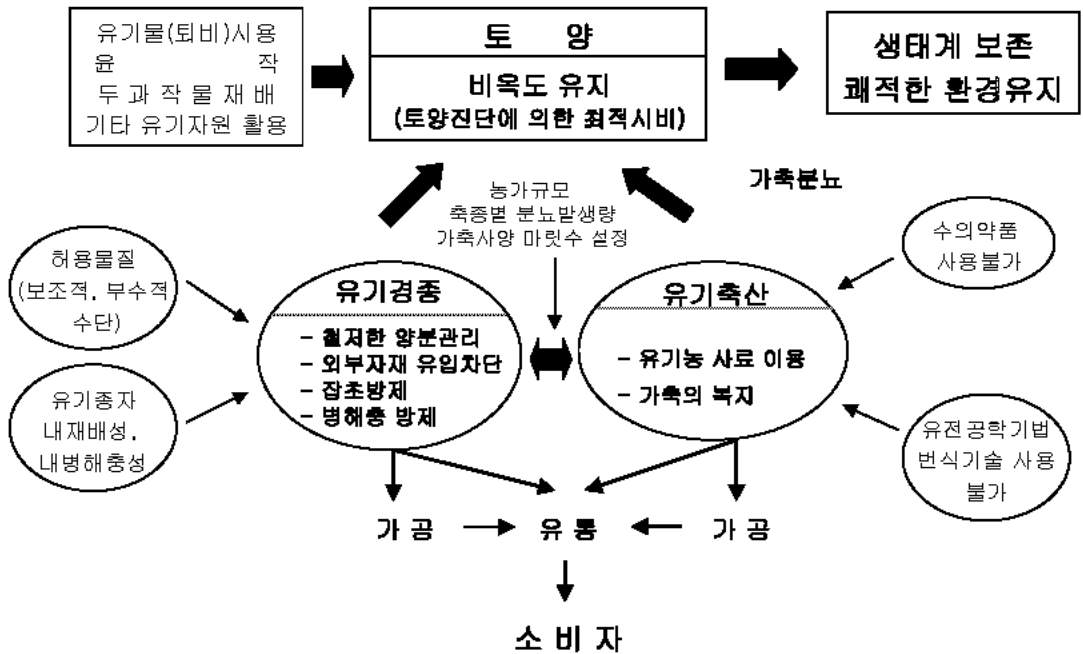 유기물(퇴비)시용
윤 작
두 과 작 물 재 배
기타 유기자원 활용
토 양
비옥도 유지
(토양진단에 의한 최적시비)
생태계 보존
쾌적한 환경유지
가축분뇨
농가규모
축종별 분뇨발생량
가축사양 마릿수 설정
허용물질
(보조적, 부수적
수단)
유기종자
내재배성,
내병해충성
유기경종
- 철저한 양분관리
- 외부자재 유입차단
- 잡초방제
- 병해충 방제
유기축산
- 유기농 사료 이용
- 가축의 복지
수의약품
사용불가
유전공학기법
번식기술 사용
불가
가 공
유 통
가 공
소 비 자